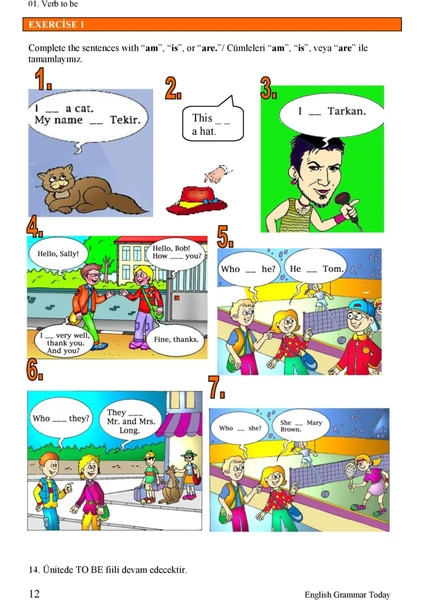 01. Verb to be
EXERCİSE 1
Complete the sentences with “am”, “is”, or “are.”/ Cümleleri “am”, “is”, veya “are” ile
tamamlayınız.
1.
I __ a cat.
My name __ Tekir.
2.
This _ _
a hat.
3.
I __ Tarkan.
4.
Hello, Sally!
Hello, Bob!
How ___ you?
I __ very well,
thank you.
And you?
Fine, thanks.
5.
Who __ he?
He __ Tom.
6.
Who ___ they?
They ___
Mr. and Mrs.
Long.
7.
Who __ she?
She __ Mary
Brown.
14. Ünitede TO BE fiili devam edecektir.
12
English Grammar Today